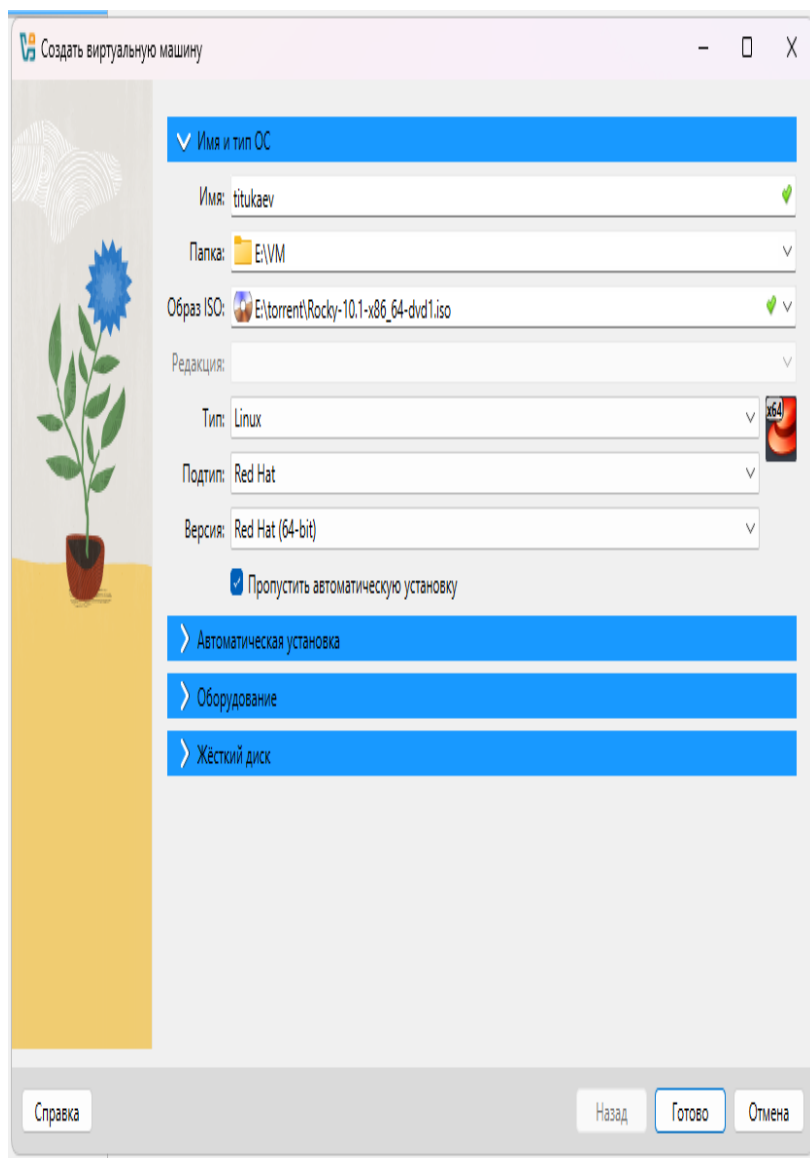 Создать виртуальную машину
Имя и тип ОС
Имя: titukaev
Папка: E:\VM
Образ ISO: E:\torrent\Rocky-10.1-x86_64-dvd1.iso
Редакция:
Тип: Linux
x64
Подтип: Red Hat
Версия: Red Hat (64-bit)
Пропустить автоматическую установку
Автоматическая установка
Оборудование
Жёсткий диск
Справка Назад Готово Отмена